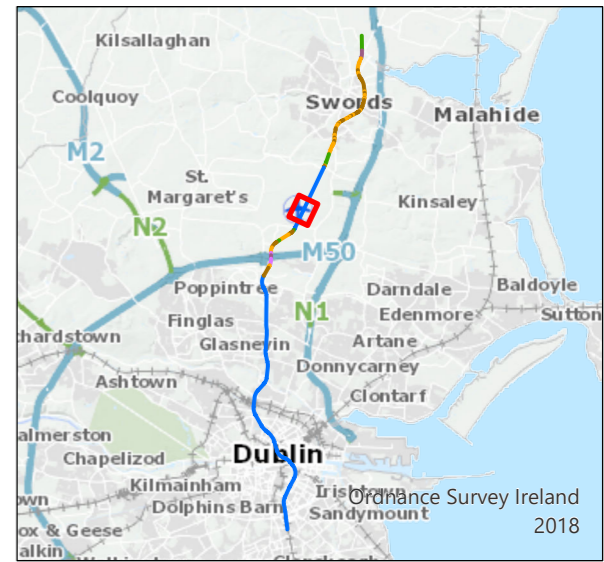 Kilsallaghan
Coolquoy
Swords
Malahide
M2
St.
Margaret's
Kinsaley
N2
M50
Poppintree
Darndale
Baldoyle
N1
Edenmore
Sutton
Finglas
chardstown
Glasnevin
Artane
Donnycarney
Ashtown
Clontarf
almerston
Dublin
Chapelizod
Kilmainham
Irishtown
Ordnance Survey Ireland
Dolphins Barn
Sandymount
2018
own
ox & Geese
alkin